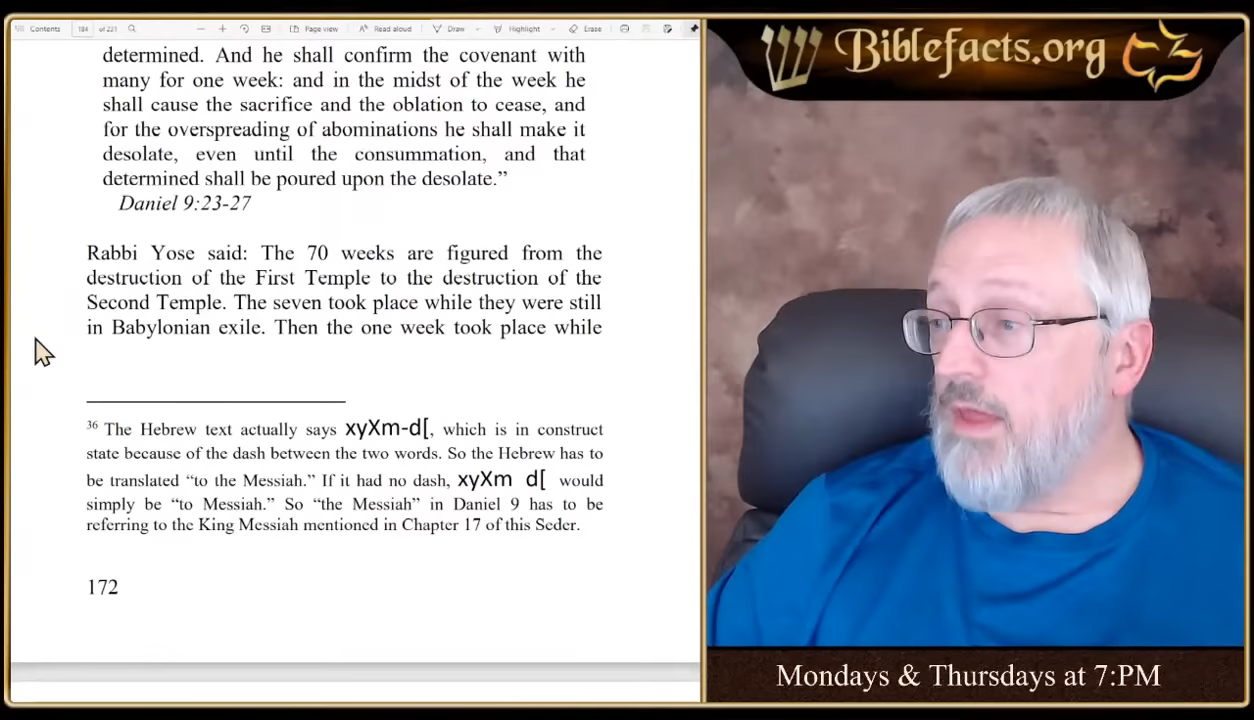 Contents
184 of 221
Page view
Read aloud
Draw
Highlight
Erase
determined. And he shall confirm the covenant with
many for one week: and in the midst of the week he
shall cause the sacrifice and the oblation to cease, and
for the overspreading of abominations he shall make it
desolate, even until the consummation, and that
determined shall be poured upon the desolate.”
Daniel 9:23-27
Rabbi Yose said: The 70 weeks are figured from the
destruction of the First Temple to the destruction of the
Second Temple. The seven took place while they were still
in Babylonian exile. Then the one week took place while
36 The Hebrew text actually says xyXm-d[, which is in construct
state because of the dash between the two words. So the Hebrew has to
be translated “to the Messiah.” If it had no dash, xyXm d[ would
simply be “to Messiah.” So “the Messiah” in Daniel 9 has to be
referring to the King Messiah mentioned in Chapter 17 of this Seder.
172
ש Biblefacts.org
Mondays & Thursdays at 7:PM